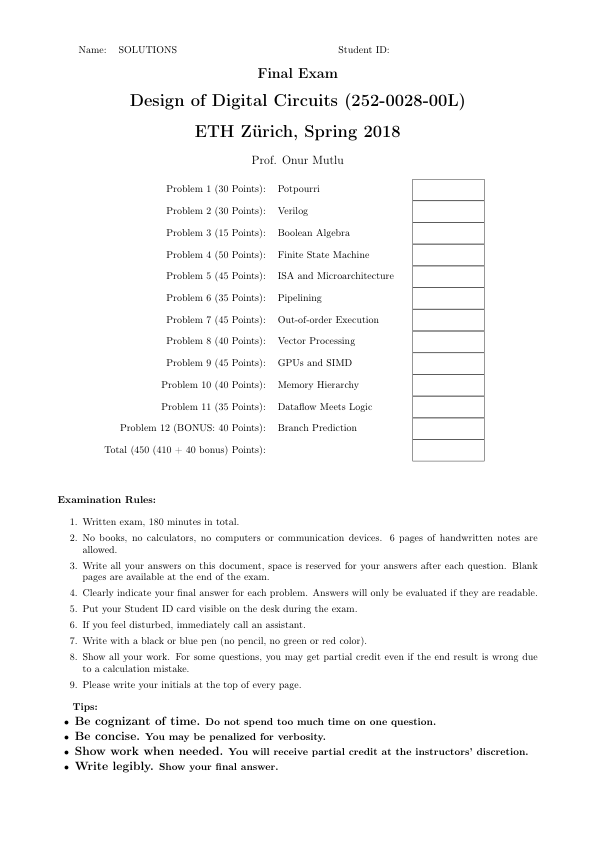 Name: SOLUTIONS Student ID:
Final Exam
Design of Digital Circuits (252-0028-00L)
ETH Zürich, Spring 2018
Prof. Onur Mutlu
Problem 1 (30 Points): Potpourri
Problem 2 (30 Points): Verilog
Problem 3 (15 Points): Boolean Algebra
Problem 4 (50 Points): Finite State Machine
Problem 5 (45 Points): ISA and Microarchitecture
Problem 6 (35 Points): Pipelining
Problem 7 (45 Points): Out-of-order Execution
Problem 8 (40 Points): Vector Processing
Problem 9 (45 Points): GPUs and SIMD
Problem 10 (40 Points): Memory Hierarchy
Problem 11 (35 Points): Dataflow Meets Logic
Problem 12 (BONUS: 40 Points): Branch Prediction
Total (450 (410 + 40 bonus) Points):
Examination Rules:
1. Written exam, 180 minutes in total.
2. No books, no calculators, no computers or communication devices. 6 pages of handwritten notes are
allowed.
3. Write all your answers on this document, space is reserved for your answers after each question. Blank
pages are available at the end of the exam.
4. Clearly indicate your final answer for each problem. Answers will only be evaluated if they are readable.
5. Put your Student ID card visible on the desk during the exam.
6. If you feel disturbed, immediately call an assistant.
7. Write with a black or blue pen (no pencil, no green or red color).
8. Show all your work. For some questions, you may get partial credit even if the end result is wrong due
to a calculation mistake.
9. Please write your initials at the top of every page.
Tips:
• Be cognizant of time. Do not spend too much time on one question.
• Be concise. You may be penalized for verbosity.
• Show work when needed. You will receive partial credit at the instructors' discretion.
• Write legibly. Show your final answer.